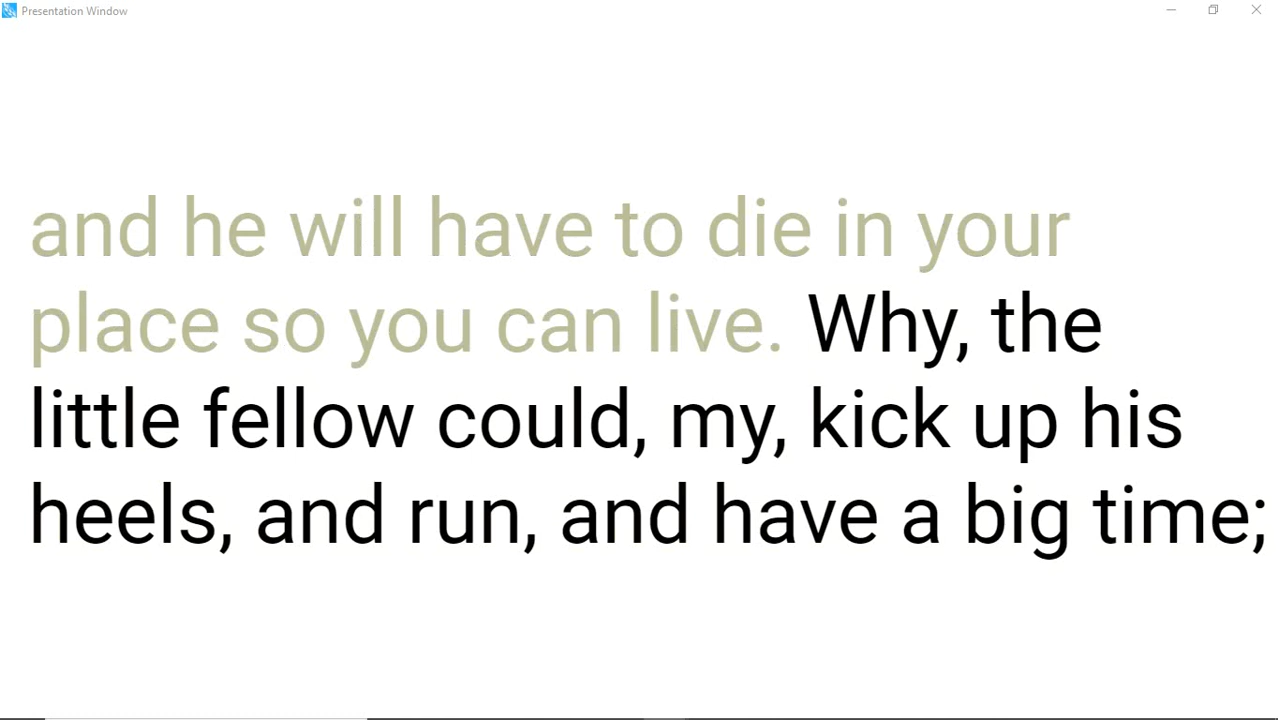 Presentation Window
and he will have to die in your
place so you can live. Why, the
little fellow could, my, kick up his
heels, and run, and have a big time;